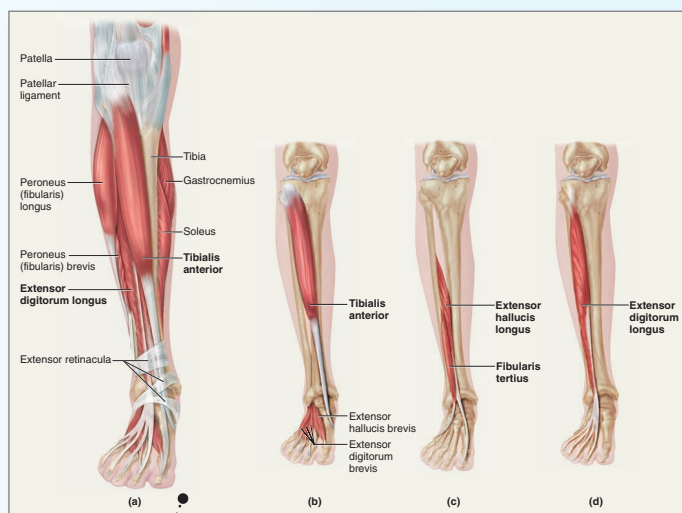 Patella
Patellar
ligament
Tibia
Gastrocnemius
Peroneus
(fibularis)
longus
Soleus
Peroneus
(fibularis) brevis
Tibialis
anterior
Extensor
digitorum longus
Extensor retinacula
(a)
Tibialis
anterior
Extensor
hallucis brevis
Extensor
digitorum
brevis
(b)
Extensor
hallucis
longus
Fibularis
tertius
(c)
Extensor
digitorum
longus
(d)